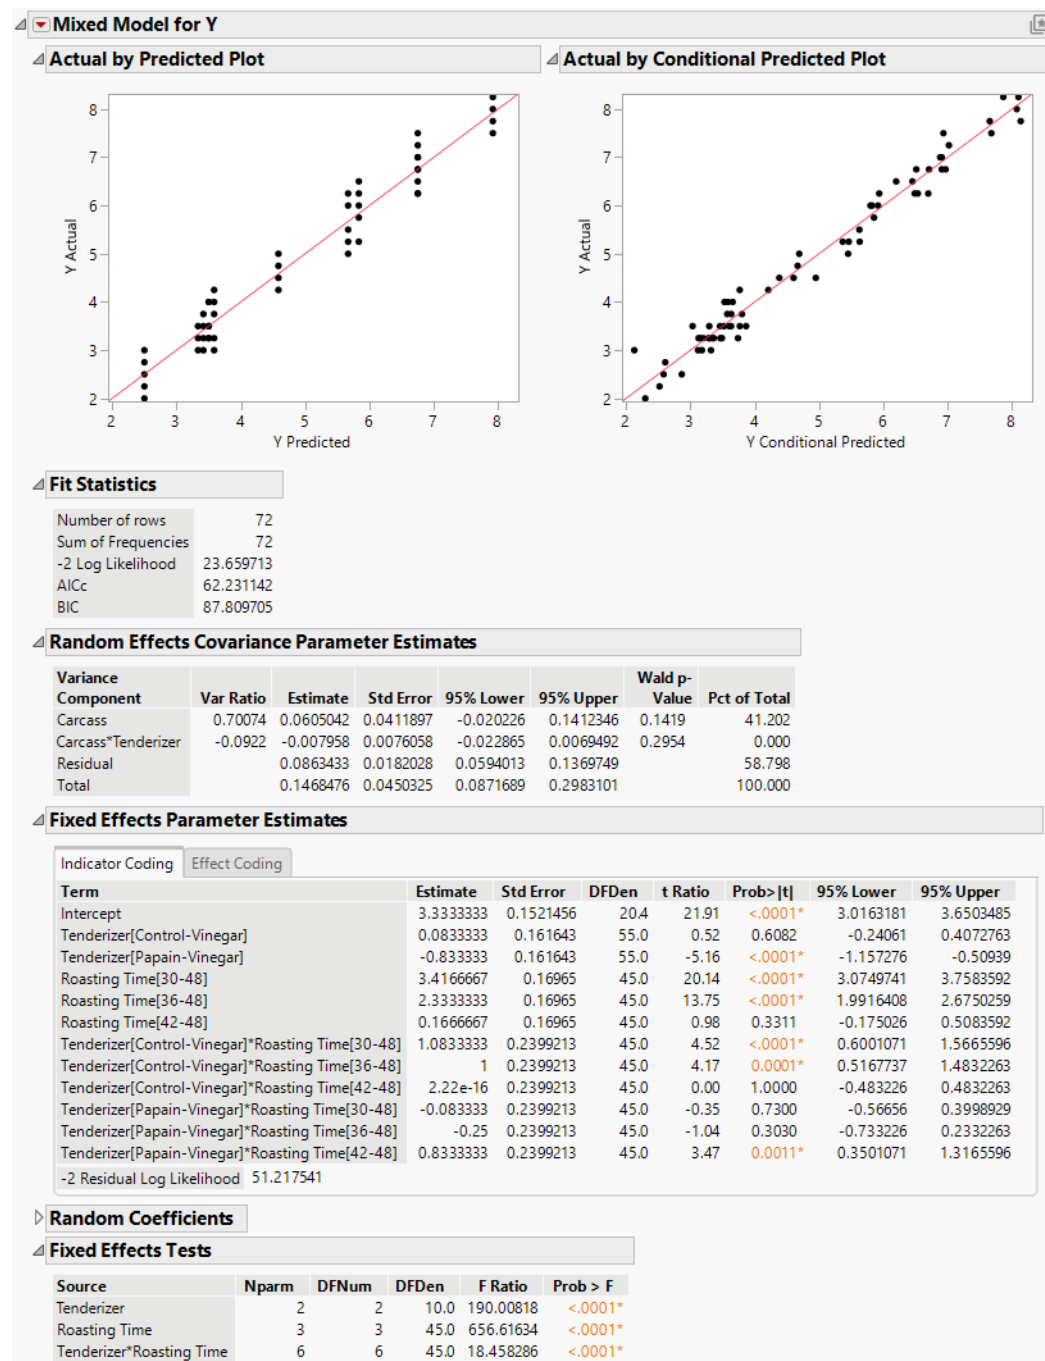 Mixed Model for Y
Actual by Predicted Plot
Actual by Conditional Predicted Plot
8
7
6
5
4
3
2
Y Actual
2 3 4 5 6 7 8
Y Predicted
8
7
6
5
4
3
2
Y Actual
2 3 4 5 6 7 8
Y Conditional Predicted
Fit Statistics
Number of rows 72
Sum of Frequencies 72
-2 Log Likelihood 23.659713
AICc 62.231142
BIC 87.809705
Random Effects Covariance Parameter Estimates
Variance
Component Var Ratio Estimate Std Error 95% Lower 95% Upper Wald p-
Value Pct of Total
Carcass 0.70074 0.0605042 0.0411897 -0.020226 0.1412346 0.1419 41.202
Carcass*Tenderizer -0.0922 -0.007958 0.0076058 -0.022865 0.0069492 0.2954 0.000
Residual 0.0863433 0.0182028 0.0594013 0.1369749 58.798
Total 0.1468476 0.0450325 0.0871689 0.2983101 100.000
Fixed Effects Parameter Estimates
Indicator Coding Effect Coding
Term Estimate Std Error DFDen t Ratio Prob>|t| 95% Lower 95% Upper
Intercept 3.3333333 0.1521456 20.4 21.91 <.0001* 3.0163181 3.6503485
Tenderizer[Control-Vinegar] 0.0833333 0.161643 55.0 0.52 0.6082 -0.24061 0.4072763
Tenderizer[Papain-Vinegar] -0.833333 0.161643 55.0 -5.16 <.0001* -1.157276 -0.50939
Roasting Time[30-48] 3.4166667 0.16965 45.0 20.14 <.0001* 3.0749741 3.7583592
Roasting Time[36-48] 2.3333333 0.16965 45.0 13.75 <.0001* 1.9916408 2.6750259
Roasting Time[42-48] 0.1666667 0.16965 45.0 0.98 0.3311 -0.175026 0.5083592
Tenderizer[Control-Vinegar]*Roasting Time[30-48] 1.0833333 0.2399213 45.0 4.52 <.0001* 0.6001071 1.5665596
Tenderizer[Control-Vinegar]*Roasting Time[36-48] 1 0.2399213 45.0 4.17 0.0001* 0.5167737 1.4832263
Tenderizer[Control-Vinegar]*Roasting Time[42-48] 2.22e-16 0.2399213 45.0 0.00 1.0000 -0.483226 0.4832263
Tenderizer[Papain-Vinegar]*Roasting Time[30-48] -0.083333 0.2399213 45.0 -0.35 0.7300 -0.56656 0.3998929
Tenderizer[Papain-Vinegar]*Roasting Time[36-48] -0.25 0.2399213 45.0 -1.04 0.3030 -0.733226 0.2332263
Tenderizer[Papain-Vinegar]*Roasting Time[42-48] 0.8333333 0.2399213 45.0 3.47 0.0011* 0.3501071 1.3165596
-2 Residual Log Likelihood 51.217541
Random Coefficients
Fixed Effects Tests
Source Nparm DFNum DFDen F Ratio Prob > F
Tenderizer 2 2 10.0 190.00818 <.0001*
Roasting Time 3 3 45.0 656.61634 <.0001*
Tenderizer*Roasting Time 6 6 45.0 18.458286 <.0001*